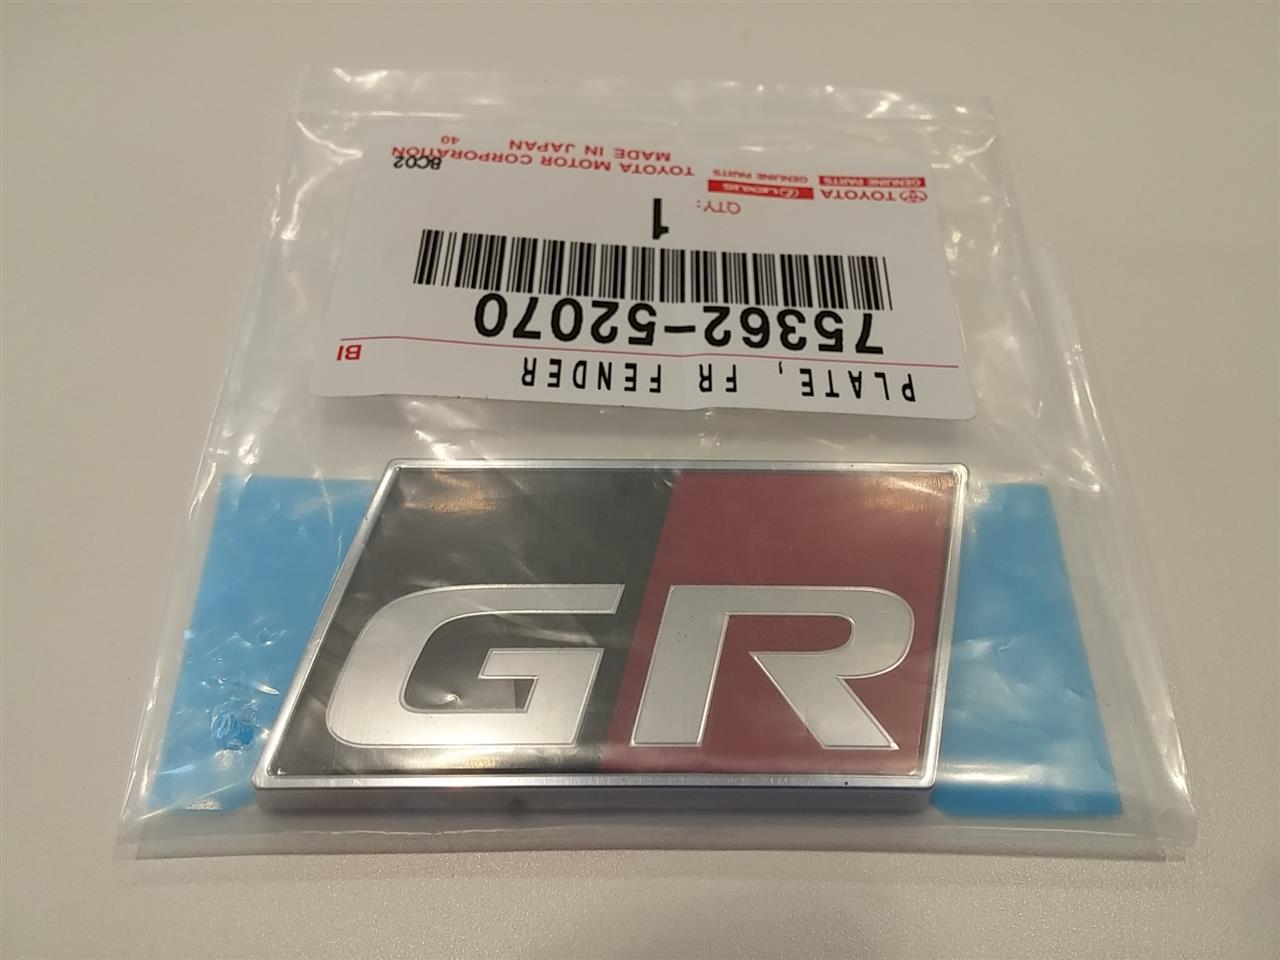 PLATE, FR FENDER
BI
75362-52070
QTY:
1
TOYOTA
GENUINE PARTS
LEXUS
GENUINE PARTS
TOYOTA MOTOR CORPORATION
MADE IN JAPAN
40
8C02
GR